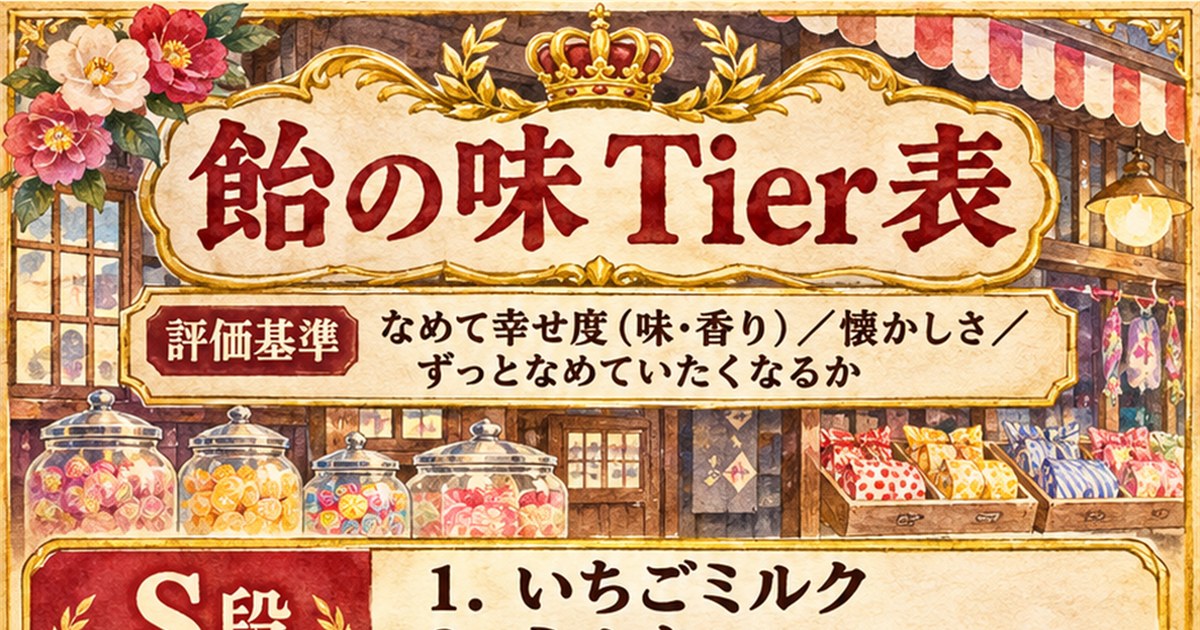 飴の味 Tier表
評価基準
なめて幸せ度（味・香り）／懐かしさ／
ずっとなめていたくなるか
S段
1. いちごミルク